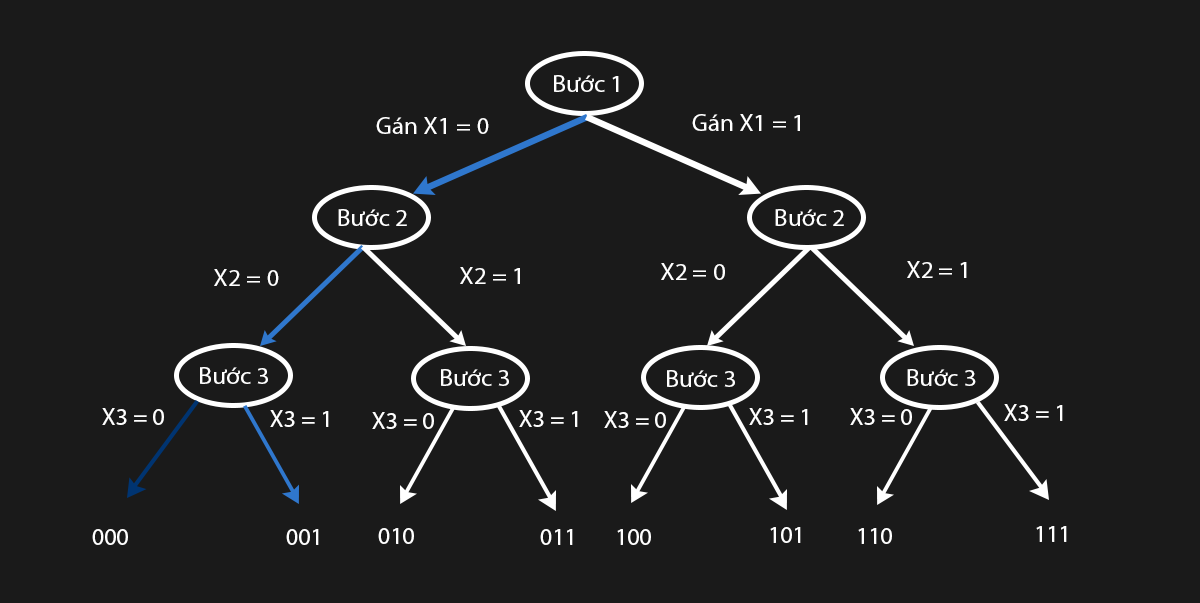 Bước 1
Gán X1 = 0
Gán X1 = 1
Bước 2
Bước 2
X2 = 0
X2 = 1
X2 = 0
X2 = 1
Bước 3
Bước 3
Bước 3
Bước 3
X3 = 0
X3 = 1
X3 = 0
X3 = 1
X3 = 0
X3 = 1
X3 = 0
X3 = 1
000
001
010
011
100
101
110
111